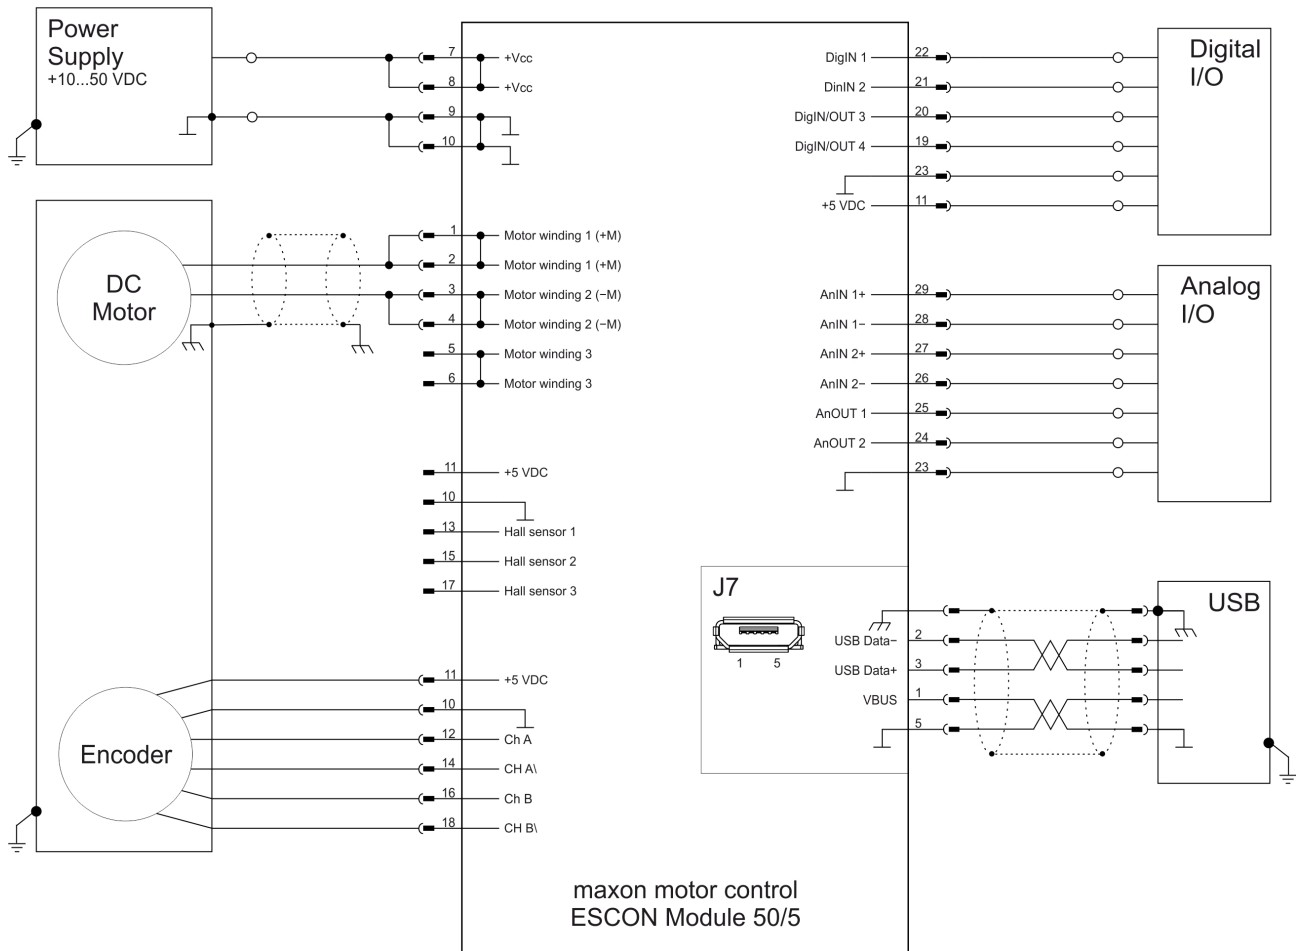 Power
Supply
+10...50 VDC
7 +Vcc
8 +Vcc
9
10
DC
Motor
1 Motor winding 1 (+M)
2 Motor winding 1 (+M)
3 Motor winding 2 (−M)
4 Motor winding 2 (−M)
5 Motor winding 3
6 Motor winding 3
11 +5 VDC
10
13 Hall sensor 1
15 Hall sensor 2
17 Hall sensor 3
Encoder
11 +5 VDC
10
12 Ch A
14 CH A\
16 Ch B
18 CH B\
DigIN 1 22
DinIN 2 21
DigIN/OUT 3 20
DigIN/OUT 4 19
23
+5 VDC 11
Digital
I/O
AnIN 1+ 29
AnIN 1− 28
AnIN 2+ 27
AnIN 2− 26
AnOUT 1 25
AnOUT 2 24
23
Analog
I/O
J7
1 5
USB Data− 2
USB Data+ 3
VBUS 1
5
USB
maxon motor control
ESCON Module 50/5